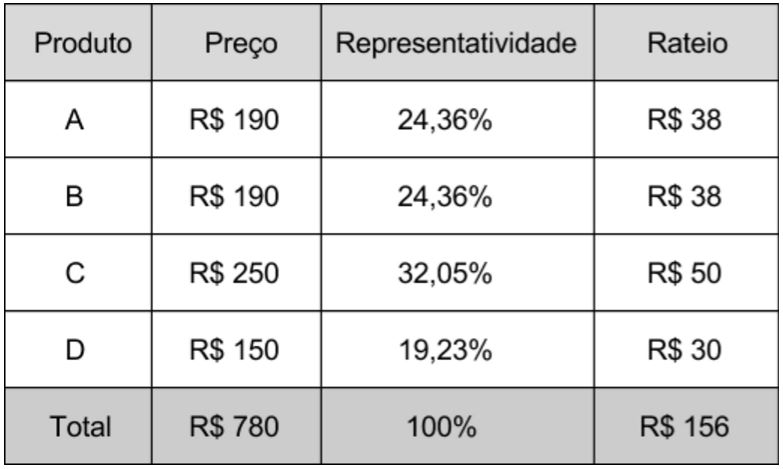 Produto Preço Representatividade Rateio
A R$ 190 24,36% R$ 38
B R$ 190 24,36% R$ 38
C R$ 250 32,05% R$ 50
D R$ 150 19,23% R$ 30
Total R$ 780 100% R$ 156